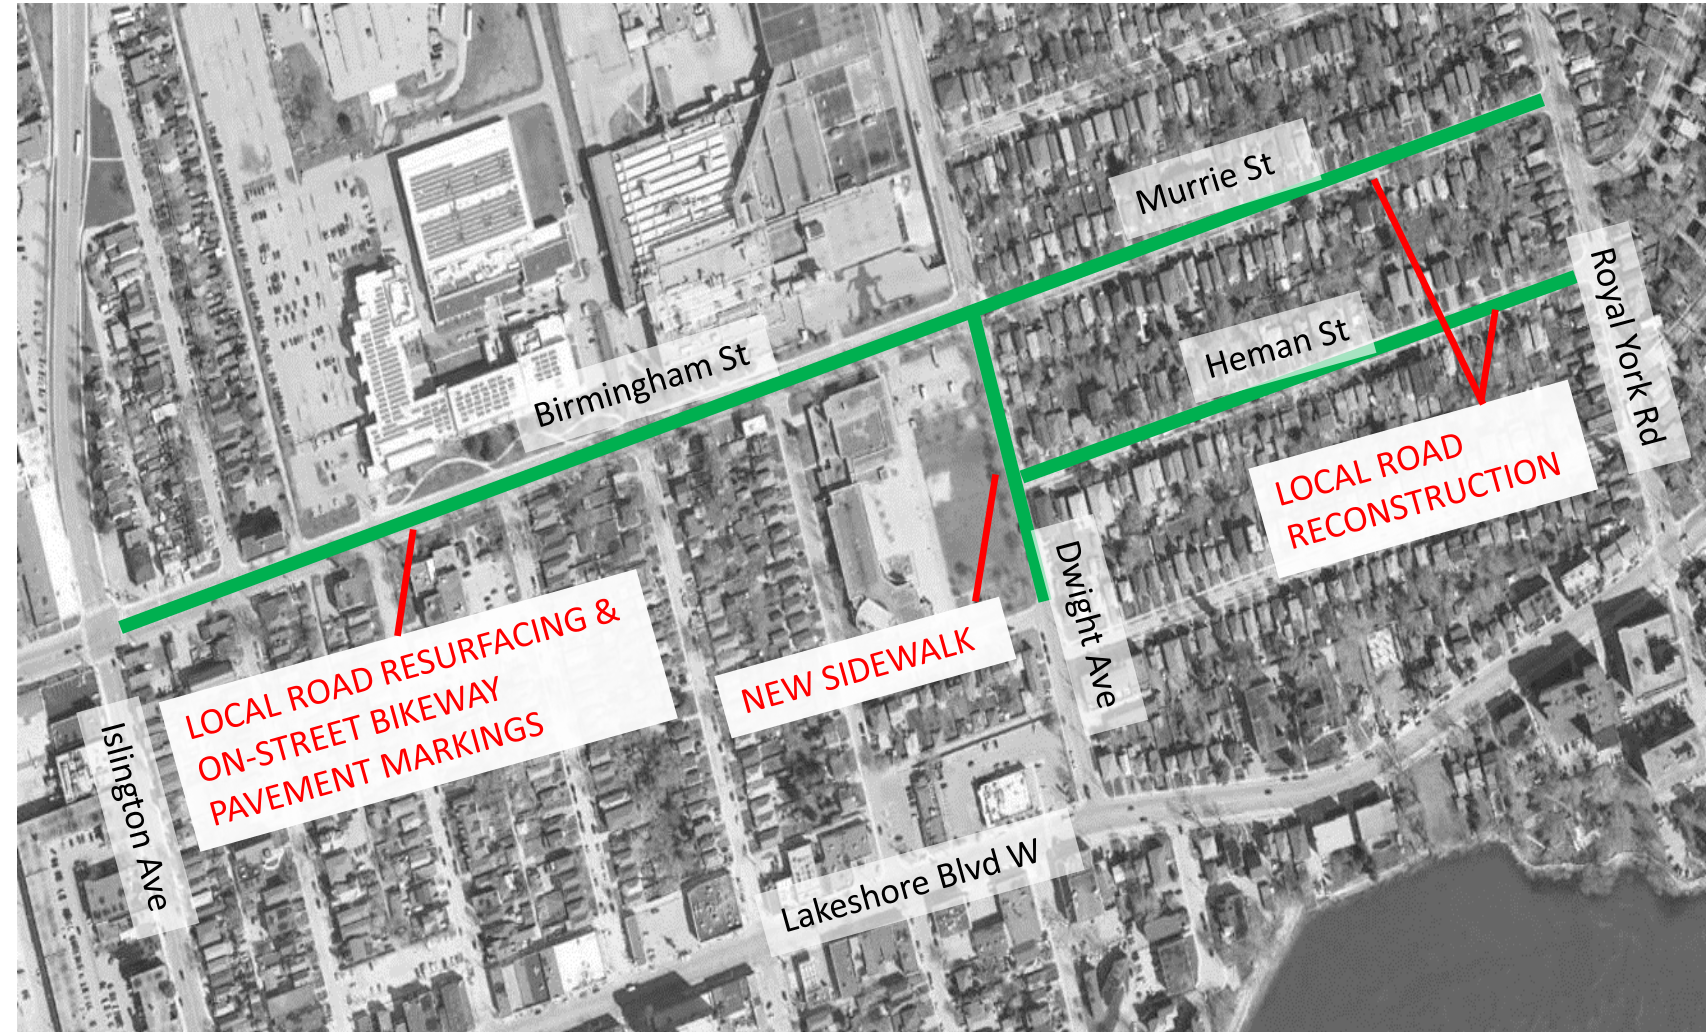 Murrie St
Heman St
Royal York Rd
Birmingham St
LOCAL ROAD
RECONSTRUCTION
Dwight Ave
NEW SIDEWALK
LOCAL ROAD RESURFACING &
ON-STREET BIKEWAY
PAVEMENT MARKINGS
Islington Ave
Lakeshore Blvd W